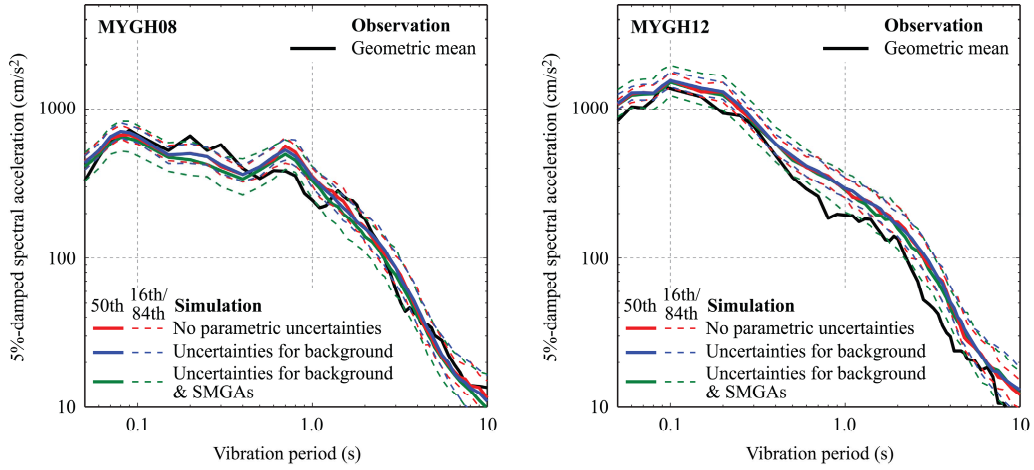 MYGH08
Observation
Geometric mean
5%-damped spectral acceleration (cm/s²)
1000
100
10
50th
16th/
84th
Simulation
No parametric uncertainties
Uncertainties for background
Uncertainties for background
& SMGAs
0.1
1.0
10
Vibration period (s)
MYGH12
Observation
Geometric mean
5%-damped spectral acceleration (cm/s²)
1000
100
10
50th
16th/
84th
Simulation
No parametric uncertainties
Uncertainties for background
Uncertainties for background
& SMGAs
0.1
1.0
10
Vibration period (s)